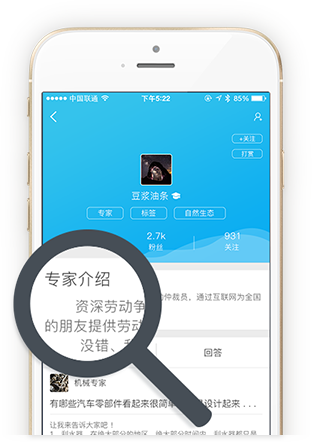 中国联通
下午5:22
85%
+关注
打赏
豆浆油条
专家
标签
自然生态
2.7k
931
粉丝
关注
专家介绍
资深劳动争
的仲裁员，通过互联网为全国
的朋友提供劳动
没错、
回答
机械专家
有哪些汽车零部件看起来很简单
设计起来...
让我来告诉大家吧！